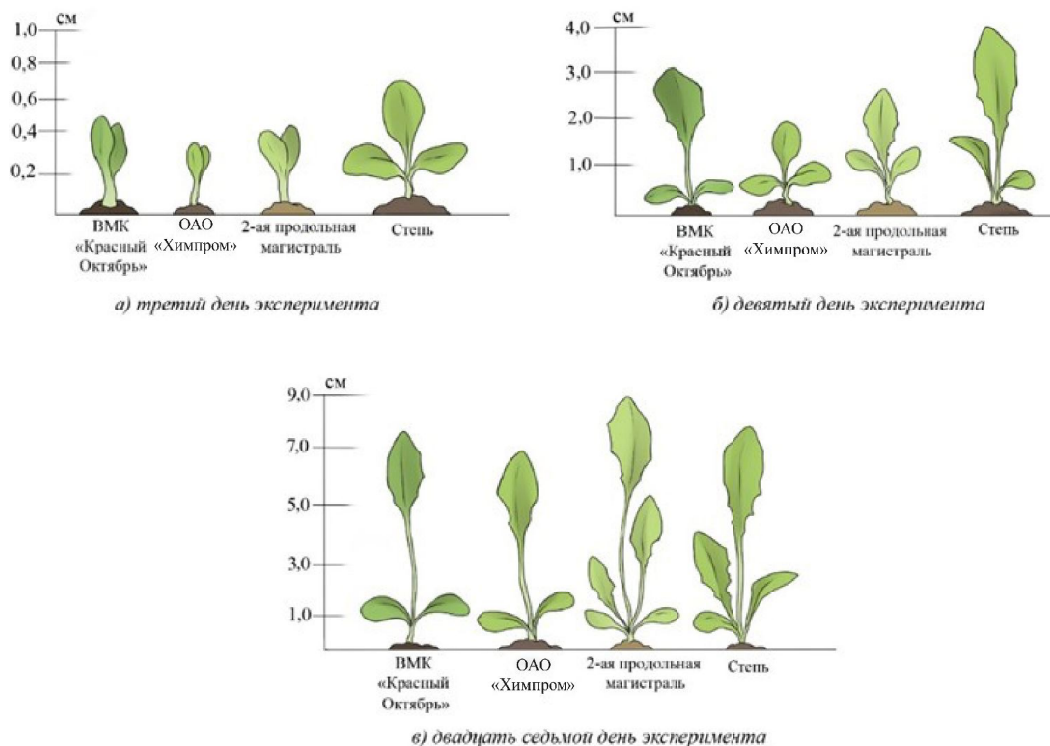 см
1,0
0,8
0,6
0,4
0,2
ВМК
«Красный
Октябрь»
ОАО
«Химпром»
2-ая продольная
магистраль
Степь
а) третий день эксперимента
см
4,0
3,0
2,0
1,0
ВМК
«Красный
Октябрь»
ОАО
«Химпром»
2-ая продольная
магистраль
Степь
б) девятый день эксперимента
см
9,0
7,0
5,0
3,0
1,0
ВМК
«Красный
Октябрь»
ОАО
«Химпром»
2-ая продольная
магистраль
Степь
в) двадцать седьмой день эксперимента